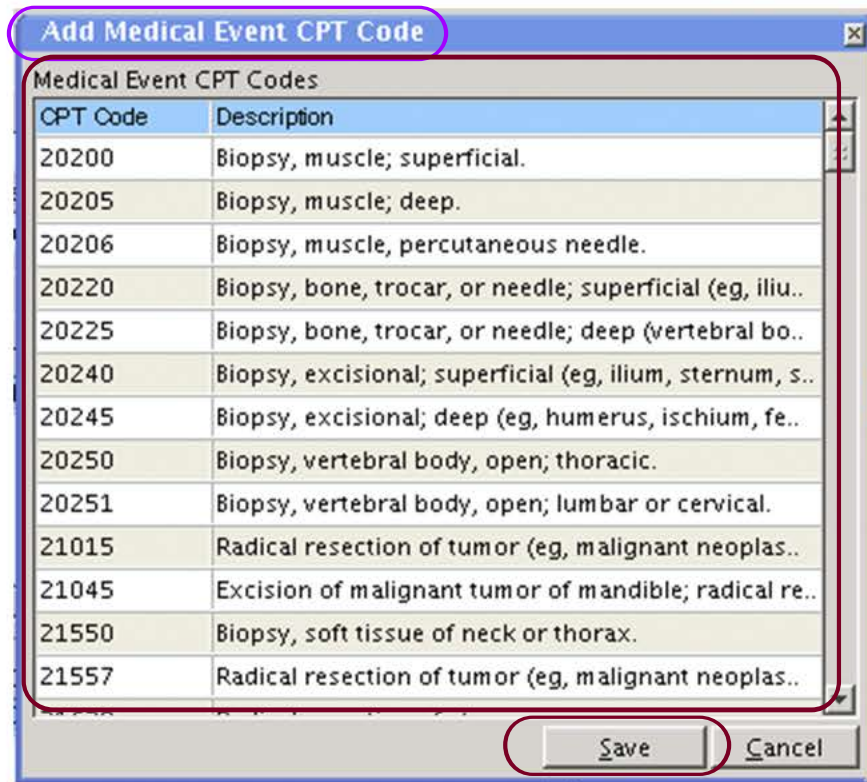 Add Medical Event CPT Code
Medical Event CPT Codes
CPT Code Description
20200 Biopsy, muscle; superficial.
20205 Biopsy, muscle; deep.
20206 Biopsy, muscle, percutaneous needle.
20220 Biopsy, bone, trocar, or needle; superficial (eg, iliu..
20225 Biopsy, bone, trocar, or needle; deep (vertebral bo..
20240 Biopsy, excisional; superficial (eg, ilium, sternum, s..
20245 Biopsy, excisional; deep (eg, humerus, ischium, fe..
20250 Biopsy, vertebral body, open; thoracic.
20251 Biopsy, vertebral body, open; lumbar or cervical.
21015 Radical resection of tumor (eg, malignant neoplas..
21045 Excision of malignant tumor of mandible; radical re..
21550 Biopsy, soft tissue of neck or thorax.
21557 Radical resection of tumor (eg, malignant neoplas..
Save Cancel